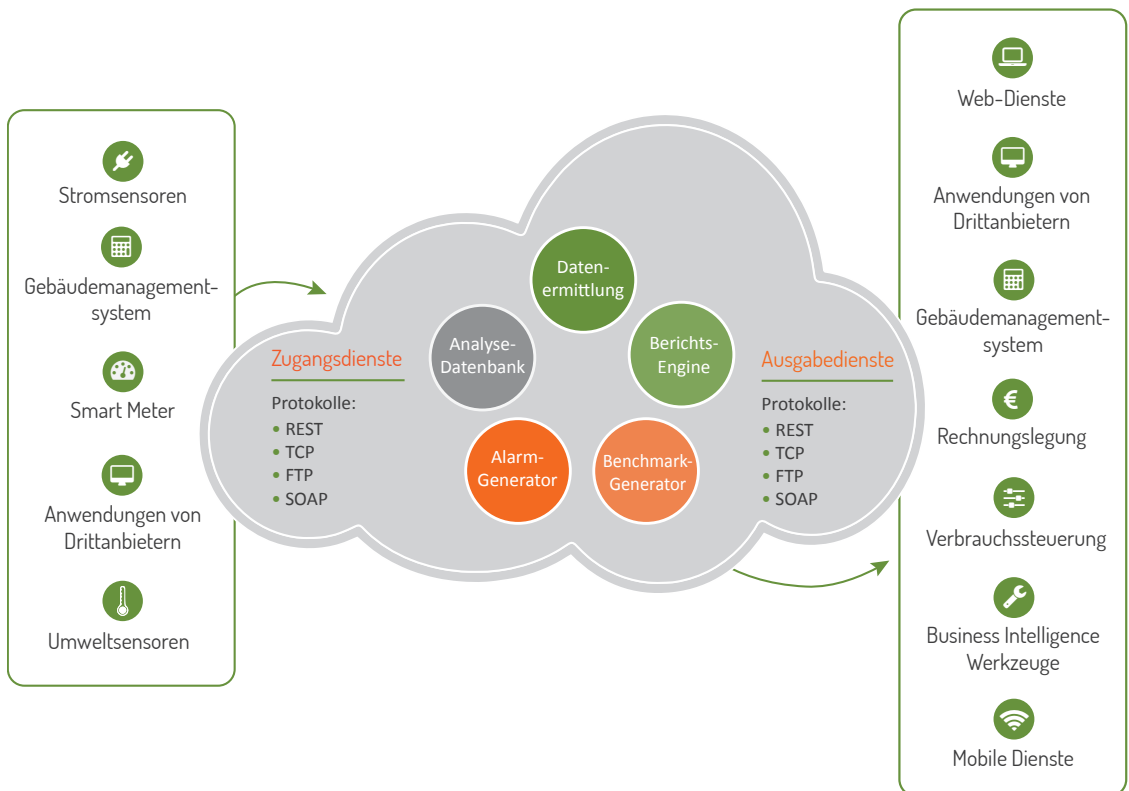 Stromsensoren
Gebäudemanagement-
system
Smart Meter
Anwendungen von
Drittanbietern
Umweltsensoren
Zugangsdienste
Protokolle:
• REST
• TCP
• FTP
• SOAP
Daten-
ermittlung
Analyse-
Datenbank
Berichts-
Engine
Alarm-
Generator
Benchmark-
Generator
Ausgabedienste
Protokolle:
• REST
• TCP
• FTP
• SOAP
Web-Dienste
Anwendungen von
Drittanbietern
Gebäudemanagement-
system
€
Rechnungslegung
Verbrauchssteuerung
Business Intelligence
Werkzeuge
Mobile Dienste